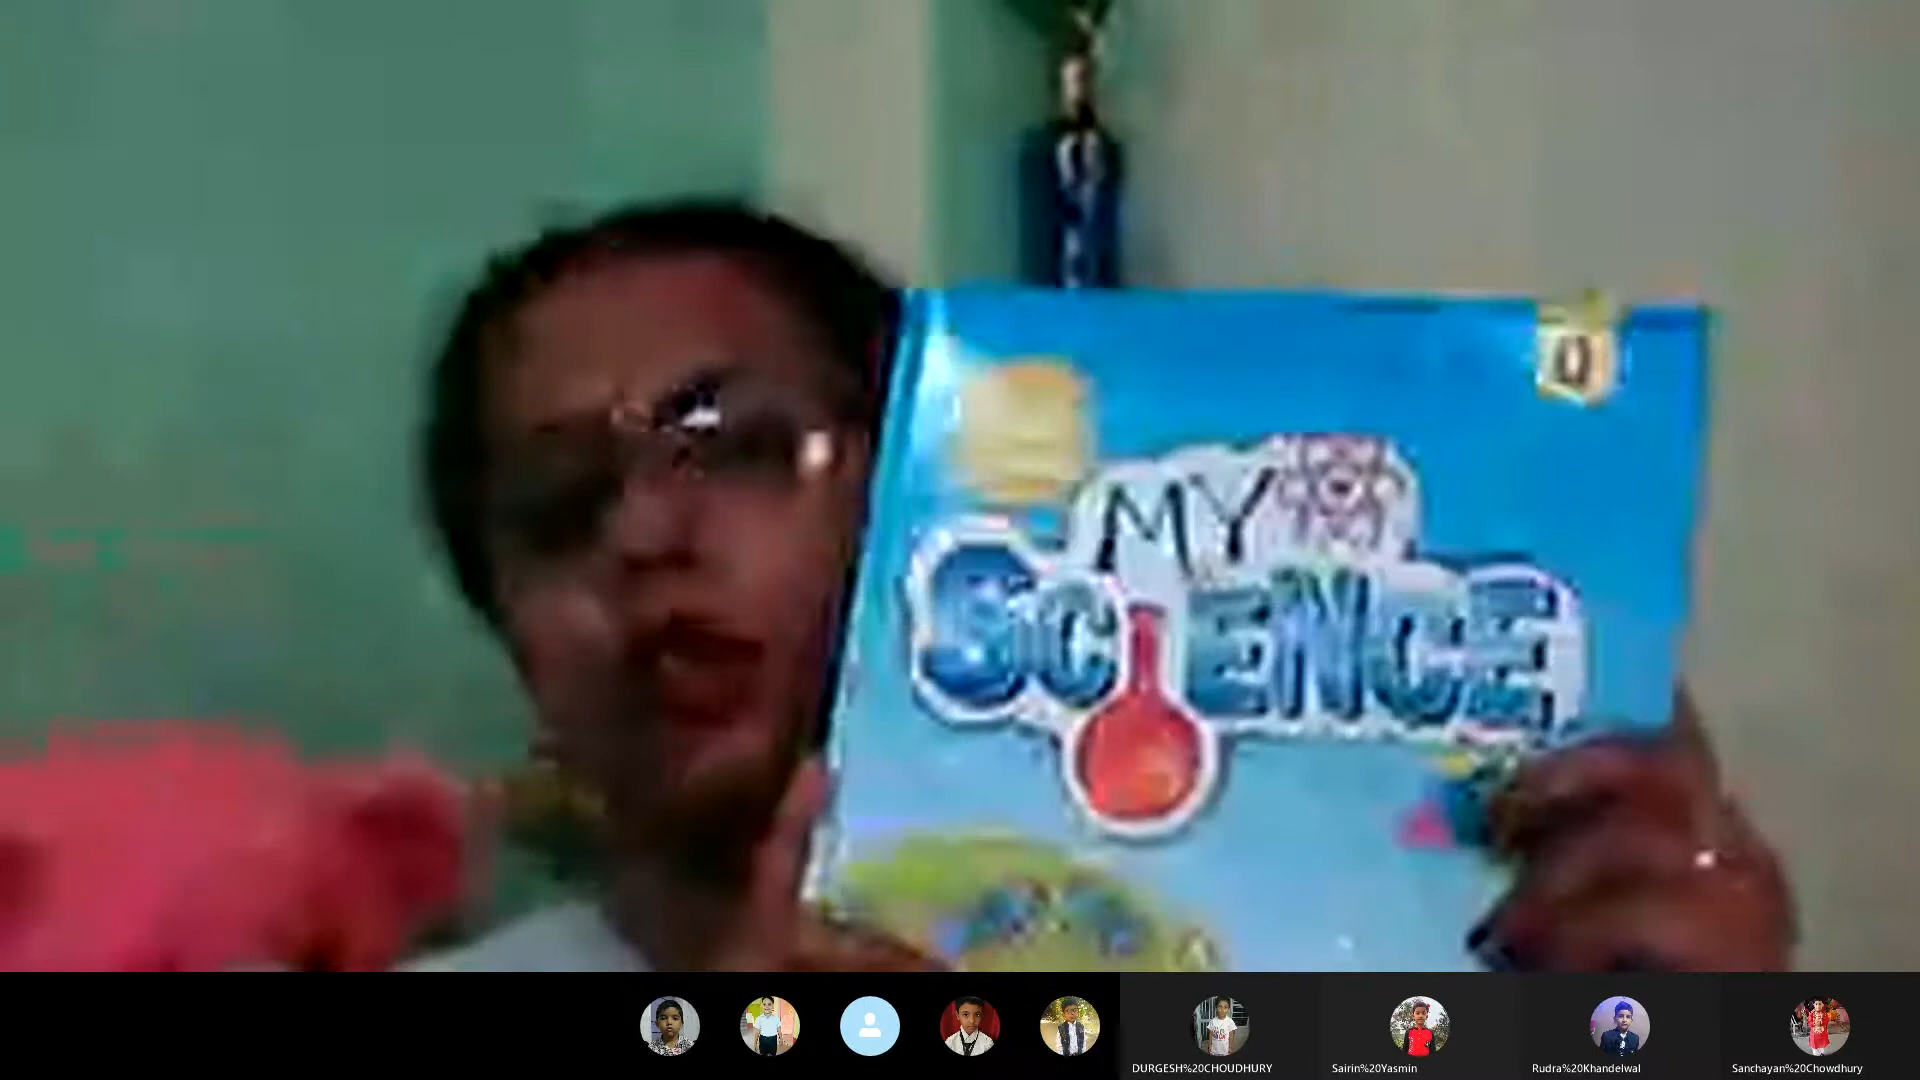 MY
SCIENCE
DURGESH%20CHOUDHURY
Sairin%20Yasmin
Rudra%20Khandelwal
Sanchayan%20Chowdhury